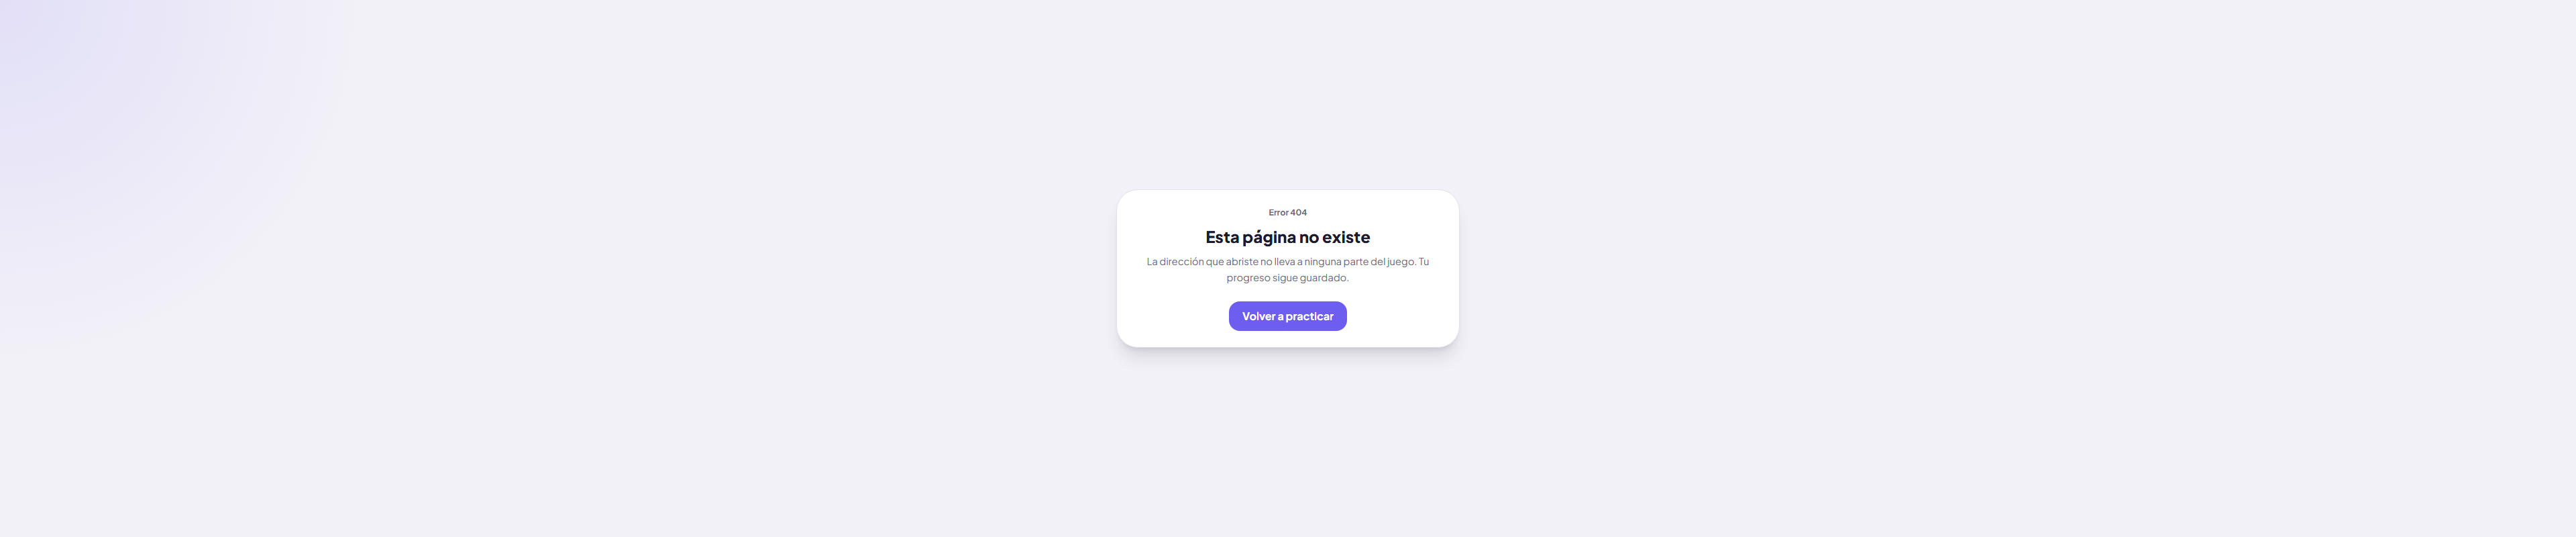 Error 404
Esta página no existe
La dirección que abriste no lleva a ninguna parte del juego. Tu
progreso sigue guardado.
Volver a practicar